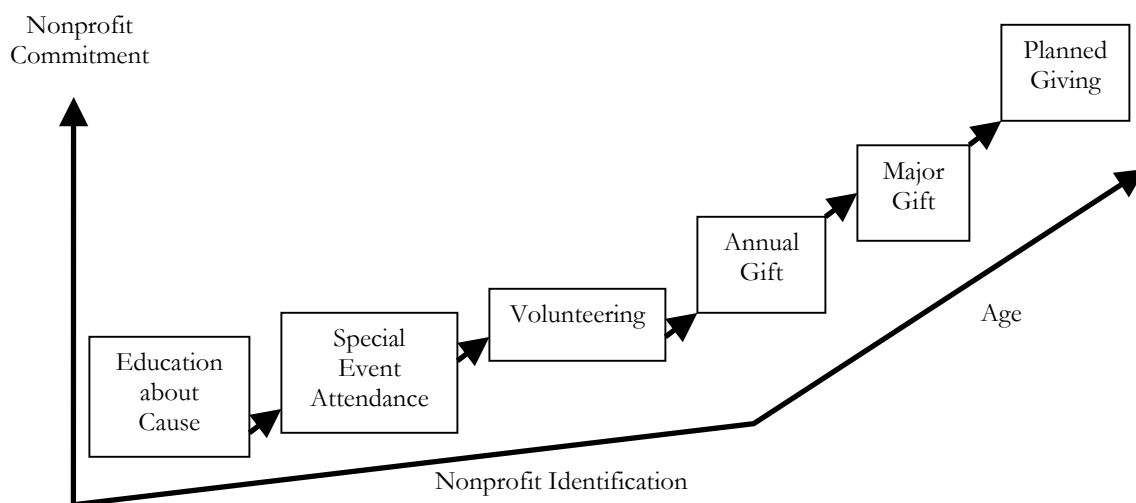 Nonprofit
Commitment
Planned
Giving
Major
Gift
Annual
Gift
Volunteering
Special
Event
Attendance
Education
about
Cause
Age
Nonprofit Identification